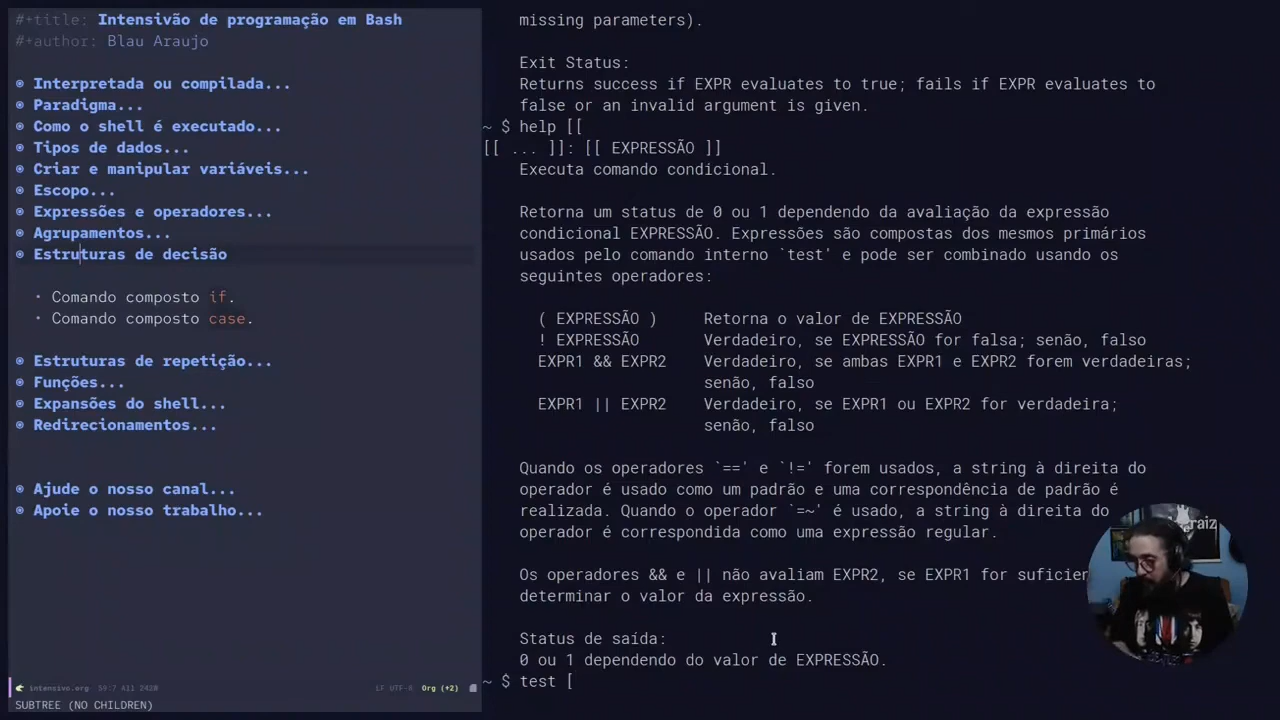 #+title: Intensivão de programação em Bash
#+author: Blau Araujo
Interpretada ou compilada...
Paradigma...
Como o shell é executado...
Tipos de dados...
Criar e manipular variáveis...
Escopo...
Expressões e operadores...
Agrupamentos...
Estruturas de decisão
• Comando composto if.
• Comando composto case.
Estruturas de repetição...
Funções...
Expansões do shell...
Redirecionamentos...
Ajude o nosso canal...
Apoie o nosso trabalho...
intensivo.org 59:7 411 2428 LF UTF-8 Org (+2)
SUBTREE (NO CHILDREN)
missing parameters).
Exit Status:
Returns success if EXPR evaluates to true; fails if EXPR evaluates to
false or an invalid argument is given.
~ $ help [[
[[ ... ]]: [[ EXPRESSÃO ]]
Executa comando condicional.
Retorna um status de 0 ou 1 dependendo da avaliação da expressão
condicional EXPRESSÃO. Expressões são compostas dos mesmos primários
usados pelo comando interno `test' e pode ser combinado usando os
seguintes operadores:
( EXPRESSÃO ) Retorna o valor de EXPRESSÃO
! EXPRESSÃO Verdadeiro, se EXPRESSÃO for falsa; senão, falso
EXPR1 && EXPR2 Verdadeiro, se ambas EXPR1 e EXPR2 forem verdadeiras;
senão, falso
EXPR1 || EXPR2 Verdadeiro, se EXPR1 ou EXPR2 for verdadeira;
senão, falso
Quando os operadores `==' e `!=' forem usados, a string à direita do
operador é usado como um padrão e uma correspondência de padrão é
realizada. Quando o operador `=~' é usado, a string à direita do
operador é correspondida como uma expressão regular.
Os operadores && e || não avaliam EXPR2, se EXPR1 for suficien
determinar o valor da expressão.
Status de saída:
0 ou 1 dependendo do valor de EXPRESSÃO.
~ $ test [
raiz